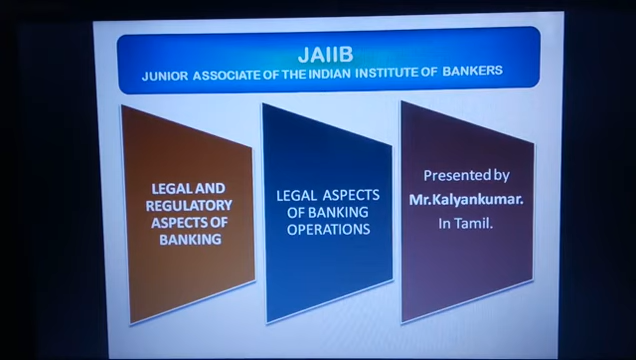 JAIIB
JUNIOR ASSOCIATE OF THE INDIAN INSTITUTE OF BANKERS
LEGAL AND
REGULATORY
ASPECTS OF
BANKING
LEGAL ASPECTS
OF BANKING
OPERATIONS
Presented by
Mr.Kalyankumar.
In Tamil.